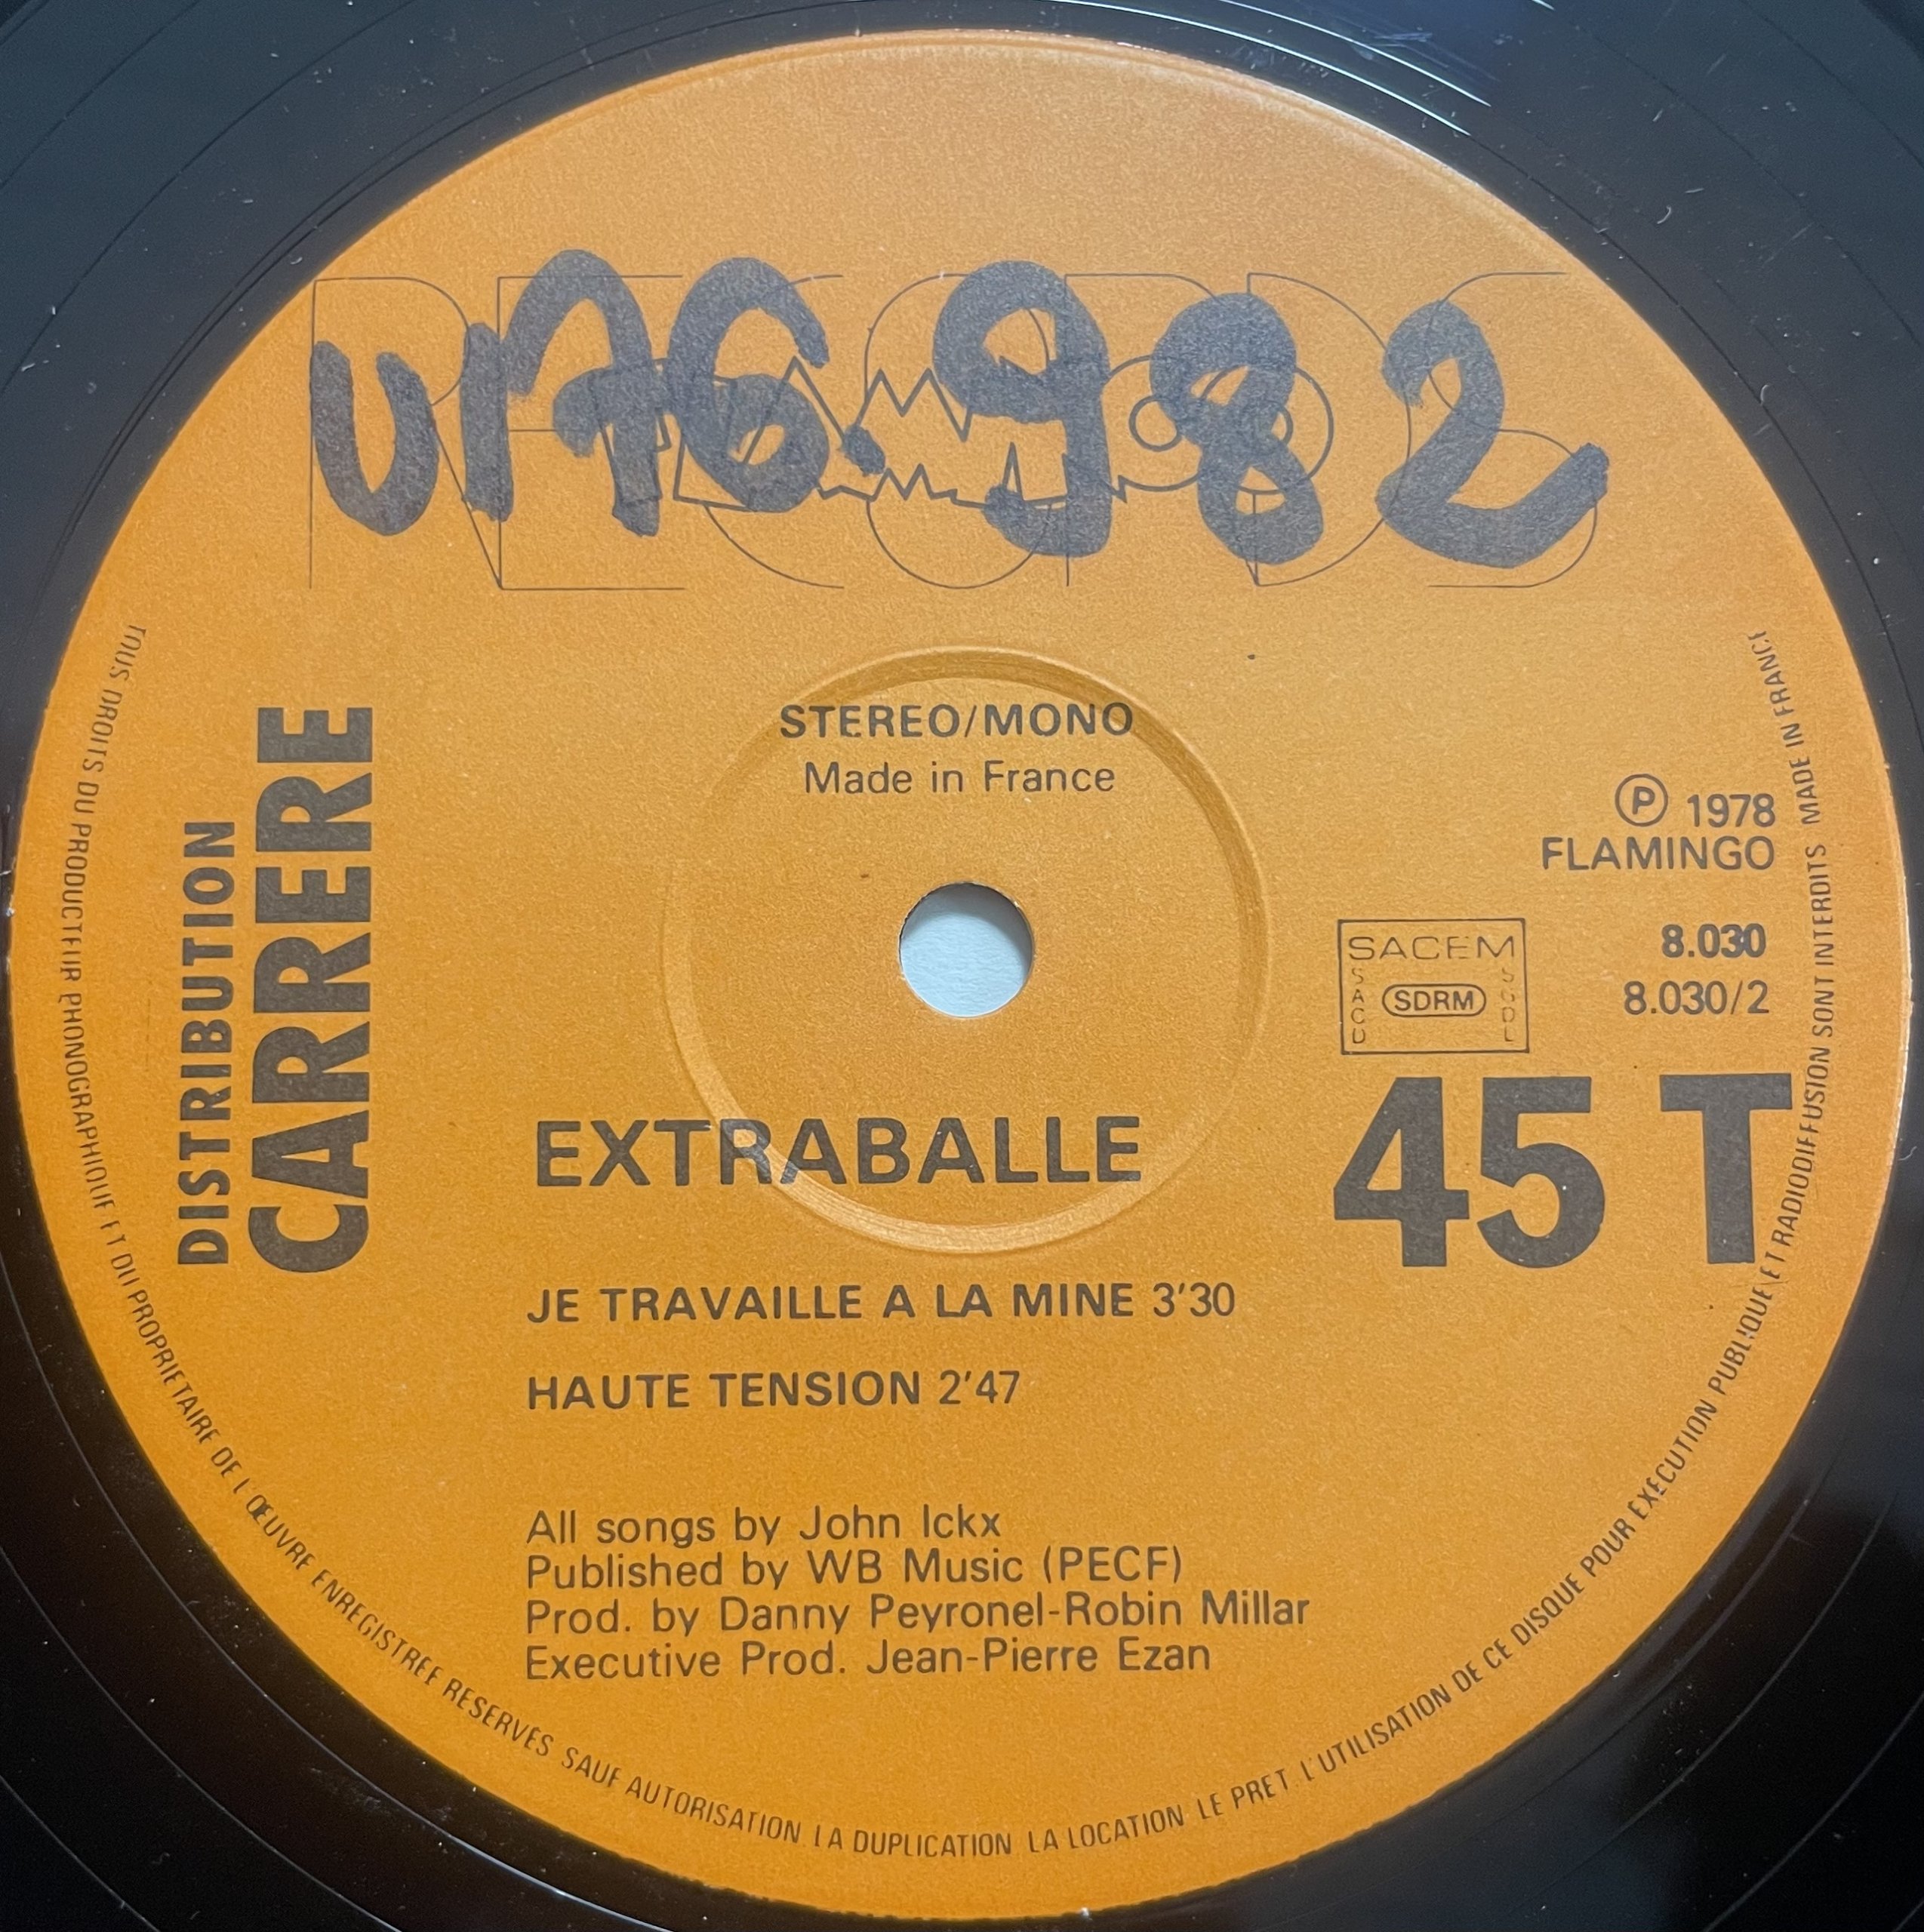 RECORDS
STEREO/MONO
Made in France
DISTRIBUTION
CARRERE
Ⓟ 1978
FLAMINGO
8.030
8.030/2
SACEM
SACD
SDRM
SGDL
45 T
EXTRABALLE
JE TRAVAILLE A LA MINE 3'30
HAUTE TENSION 2'47
All songs by John Ickx
Published by WB Music (PECF)
Prod. by Danny Peyronel-Robin Millar
Executive Prod. Jean-Pierre Ezan
TOUS DROITS DU PRODUCTEUR PHONOGRAPHIQUE ET DU PROPRIETAIRE DE L'ŒUVRE ENREGISTREE RESERVES SAUF AUTORISATION LA DUPLICATION LA LOCATION LE PRET L'UTILISATION DE CE DISQUE POUR EXECUTION PUBLIQUE ET RADIODIFFUSION SONT INTERDITS MADE IN FRANCE